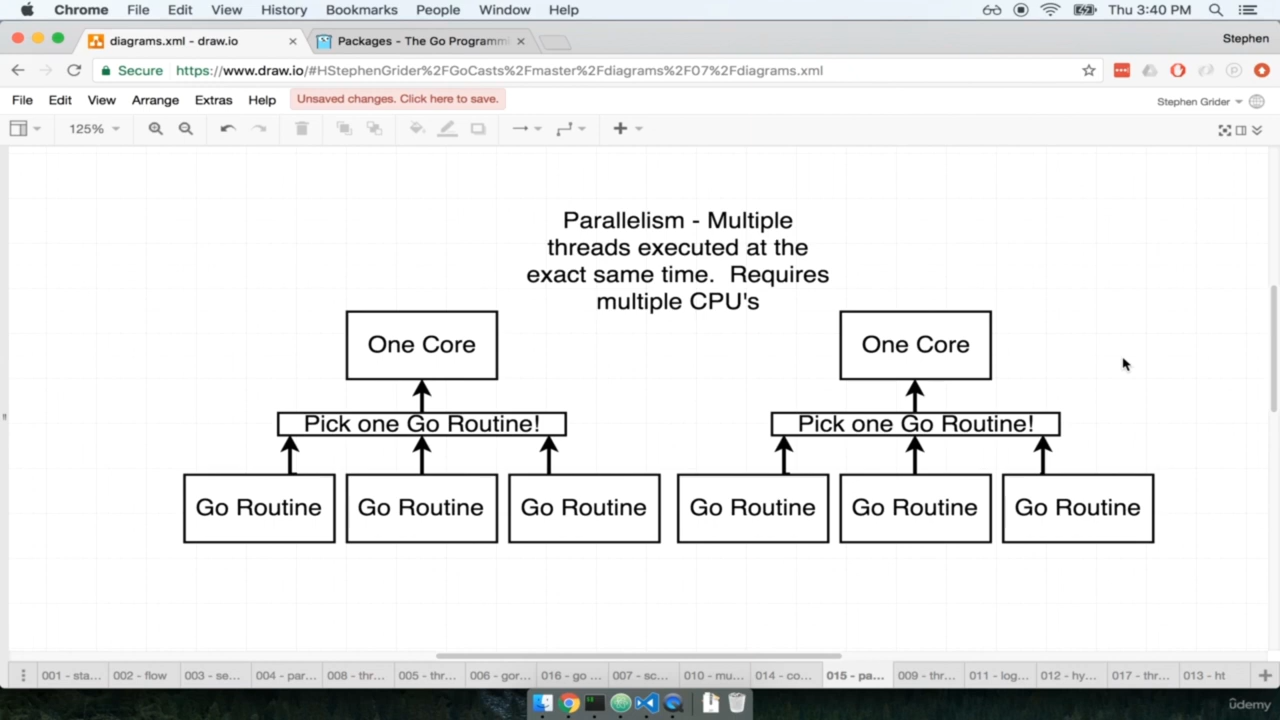 Chrome File Edit View History Bookmarks People Window Help Thu 3:40 PM
diagrams.xml - draw.io Packages - The Go Programmi Stephen
Secure https://www.draw.io/#HStephenGrider%2FGoCasts%2Fmaster%2Fdiagrams%2F07%2Fdiagrams.xml
File Edit View Arrange Extras Help Unsaved changes. Click here to save. Stephen Grider
125%
Parallelism - Multiple
threads executed at the
exact same time. Requires
multiple CPU's
One Core One Core
Pick one Go Routine! Pick one Go Routine!
Go Routine Go Routine Go Routine Go Routine Go Routine Go Routine
001 - sta... 002 - flow 003 - se... 004 - par... 008 - thr... 005 - thr... 006 - gor... 016 - go ... 007 - sc... 010 - mu... 014 - co... 015 - pa... 009 - thr... 011 - log... 012 - hy... 017 - thr... 013 - ht
ûdemy